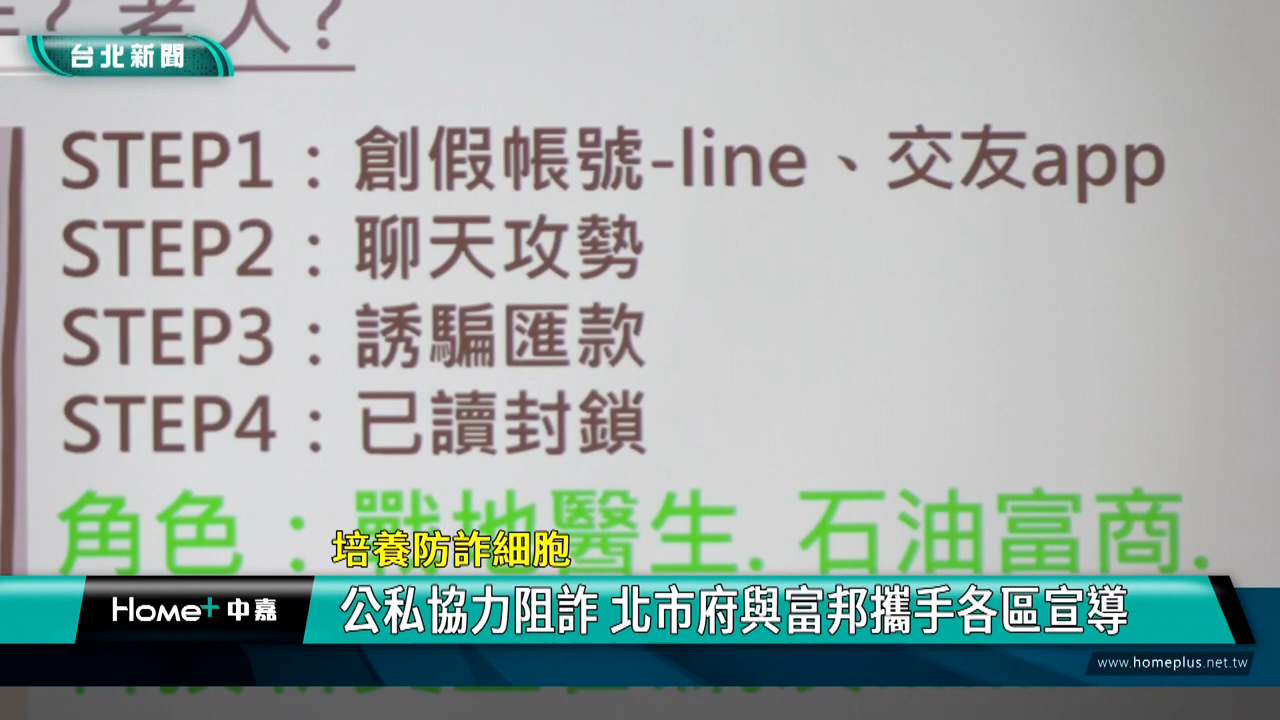 老人?
台北新聞
STEP1：創假帳號-line、交友app
STEP2：聊天攻勢
STEP3：誘騙匯款
STEP4：已讀封鎖
角色：戰地醫生.石油富商.
培養防詐細胞
Home+中嘉
公私協力阻詐 北市府與富邦攜手各區宣導
www.homeplus.net.tw